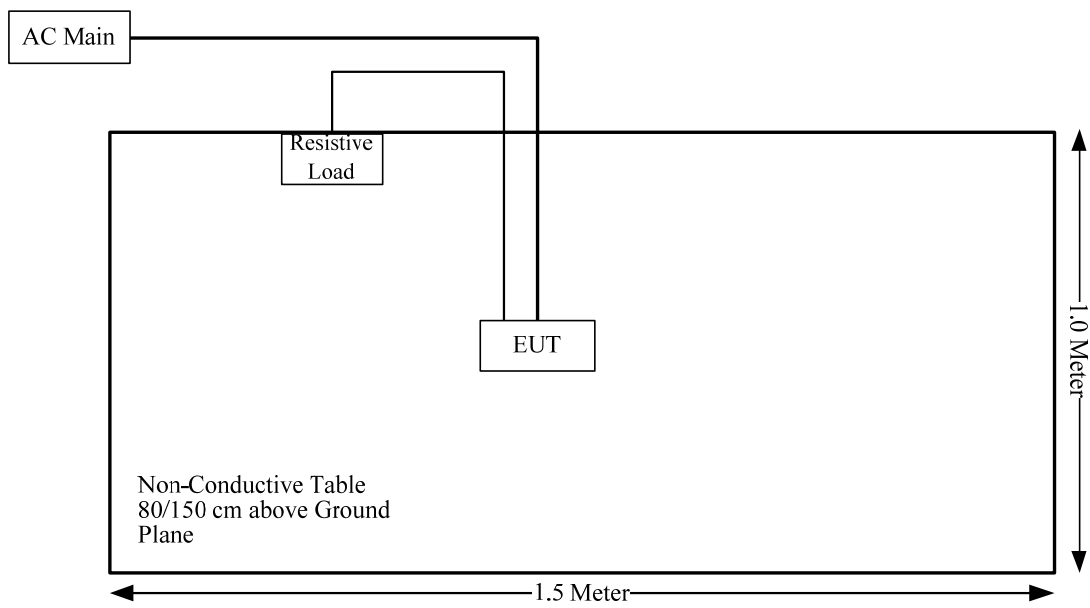 AC Main
Resistive
Load
EUT
Non-Conductive Table
80/150 cm above Ground
Plane
1.0 Meter
1.5 Meter